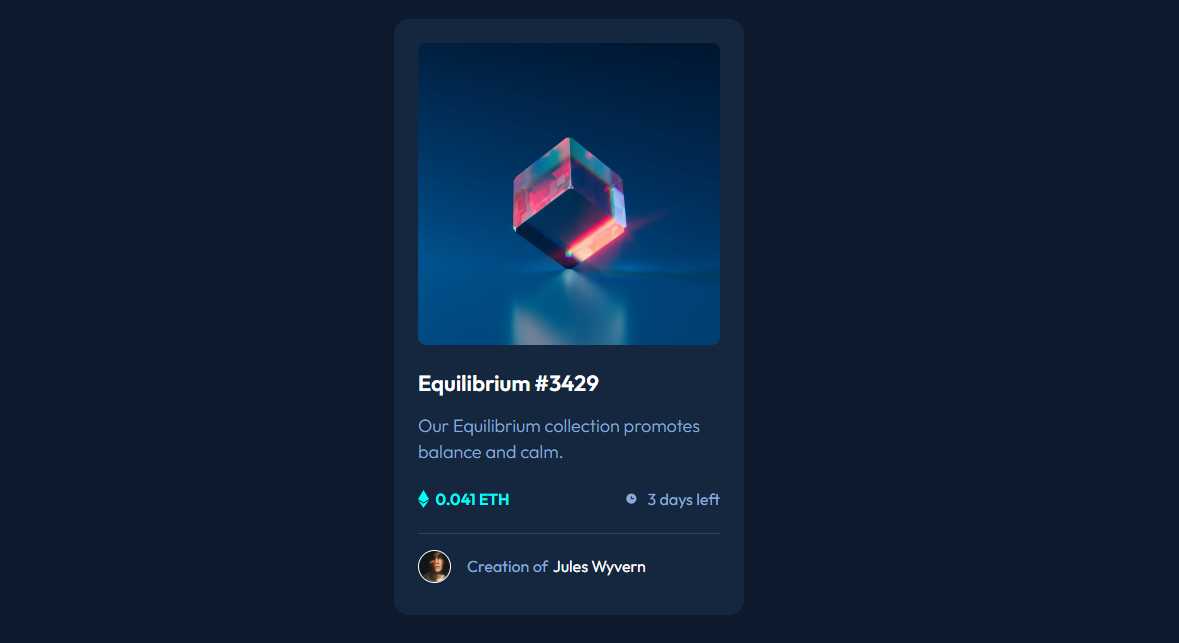 Equilibrium #3429
Our Equilibrium collection promotes
balance and calm.
0.041 ETH
3 days left
Creation of Jules Wyvern